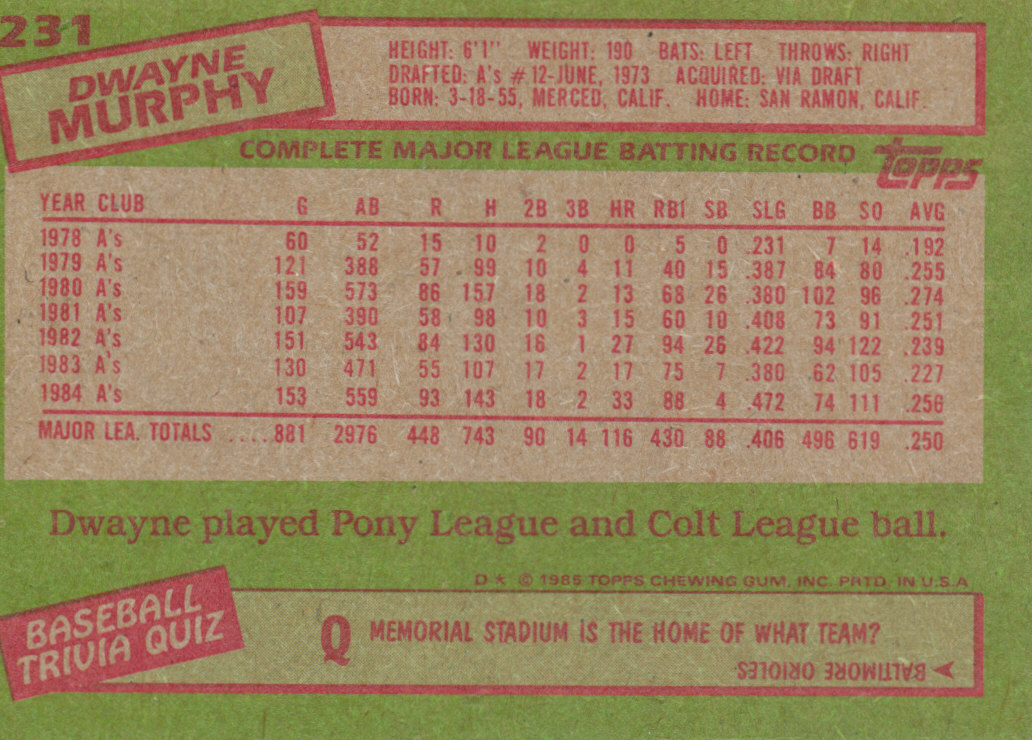 231
DWAYNE
MURPHY
HEIGHT: 6'1" WEIGHT: 190 BATS: LEFT THROWS: RIGHT
DRAFTED: A's #12-JUNE, 1973 ACQUIRED: VIA DRAFT
BORN: 3-18-55, MERCED, CALIF. HOME: SAN RAMON, CALIF.
COMPLETE MAJOR LEAGUE BATTING RECORD
topps
YEAR CLUB G AB R H 2B 3B HR RBI SB SLG BB SO AVG
1978 A's 60 52 15 10 2 0 0 5 0 .231 7 14 .192
1979 A's 121 388 57 99 10 4 11 40 15 .387 84 80 .255
1980 A's 159 573 86 157 18 2 13 68 26 .380 102 96 .274
1981 A's 107 390 58 98 10 3 15 60 10 .408 73 91 .251
1982 A's 151 543 84 130 16 1 27 94 26 .422 94 122 .239
1983 A's 130 471 55 107 17 2 17 75 7 .380 62 105 .227
1984 A's 153 559 93 143 18 2 33 88 4 .472 74 111 .256
MAJOR LEA. TOTALS ....881 2976 448 743 90 14 116 430 88 .406 496 619 .250
Dwayne played Pony League and Colt League ball.
D* © 1985 TOPPS CHEWING GUM, INC. PRTD. IN U.S.A
BASEBALL
TRIVIA QUIZ
Q MEMORIAL STADIUM IS THE HOME OF WHAT TEAM?
BALTIMORE ORIOLES